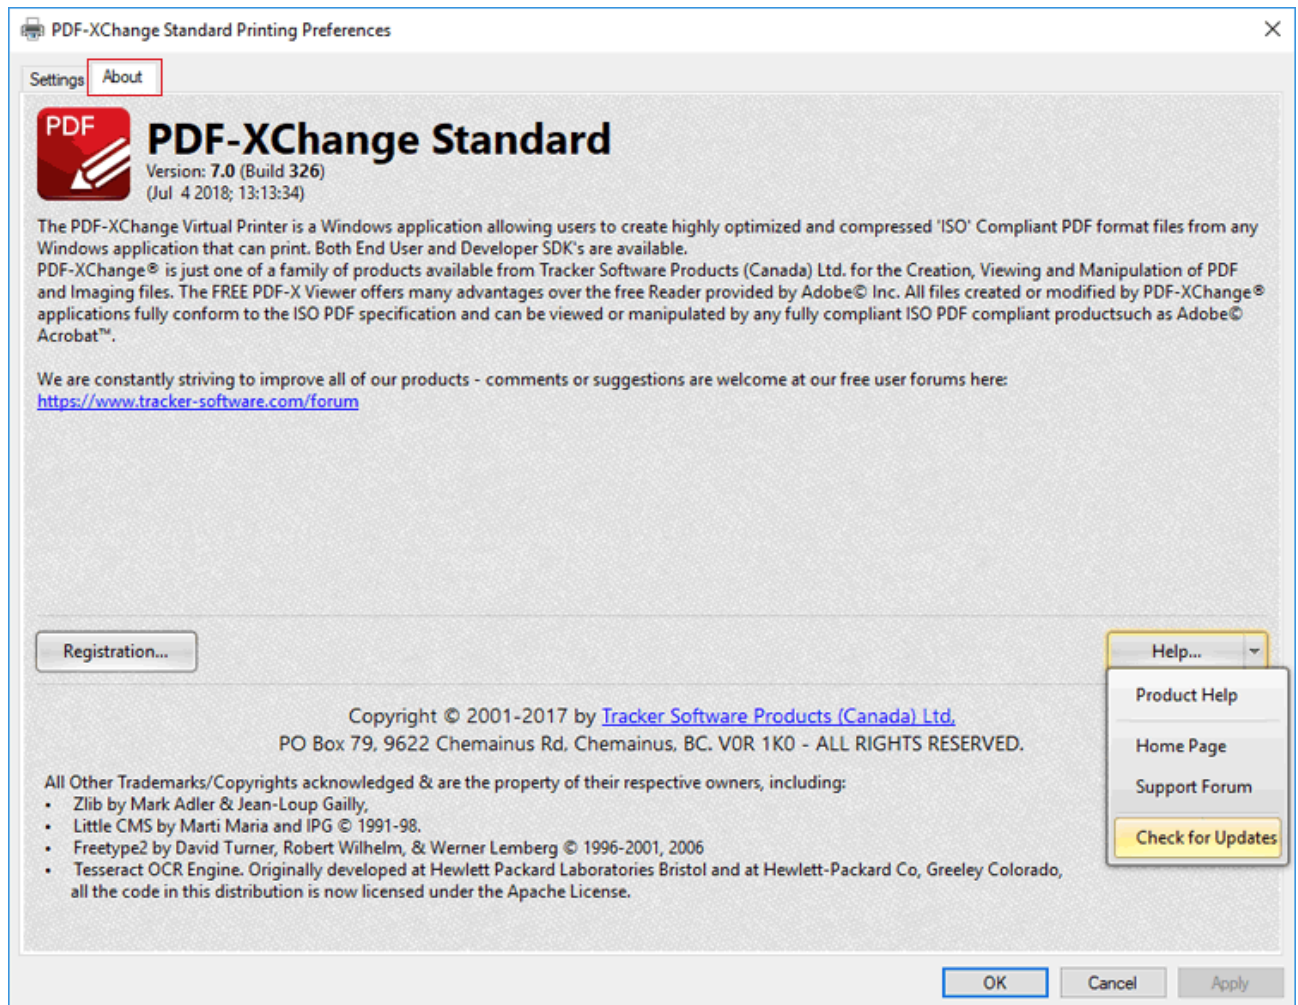 PDF-XChange Standard Printing Preferences
Settings About
PDF
PDF-XChange Standard
Version: 7.0 (Build 326)
(Jul 4 2018; 13:13:34)
The PDF-XChange Virtual Printer is a Windows application allowing users to create highly optimized and compressed 'ISO' Compliant PDF format files from any
Windows application that can print. Both End User and Developer SDK's are available.
PDF-XChange® is just one of a family of products available from Tracker Software Products (Canada) Ltd. for the Creation, Viewing and Manipulation of PDF
and Imaging files. The FREE PDF-X Viewer offers many advantages over the free Reader provided by Adobe© Inc. All files created or modified by PDF-XChange®
applications fully conform to the ISO PDF specification and can be viewed or manipulated by any fully compliant ISO PDF compliant productsuch as Adobe©
Acrobat™.
We are constantly striving to improve all of our products - comments or suggestions are welcome at our free user forums here:
https://www.tracker-software.com/forum
Registration...
Help...
Product Help
Home Page
Support Forum
Check for Updates
Copyright © 2001-2017 by Tracker Software Products (Canada) Ltd.
PO Box 79, 9622 Chemainus Rd, Chemainus, BC. V0R 1K0 - ALL RIGHTS RESERVED.
All Other Trademarks/Copyrights acknowledged & are the property of their respective owners, including:
• Zlib by Mark Adler & Jean-Loup Gailly,
• Little CMS by Marti Maria and IPG © 1991-98.
• Freetype2 by David Turner, Robert Wilhelm, & Werner Lemberg © 1996-2001, 2006
• Tesseract OCR Engine. Originally developed at Hewlett Packard Laboratories Bristol and at Hewlett-Packard Co, Greeley Colorado,
all the code in this distribution is now licensed under the Apache License.
OK Cancel Apply